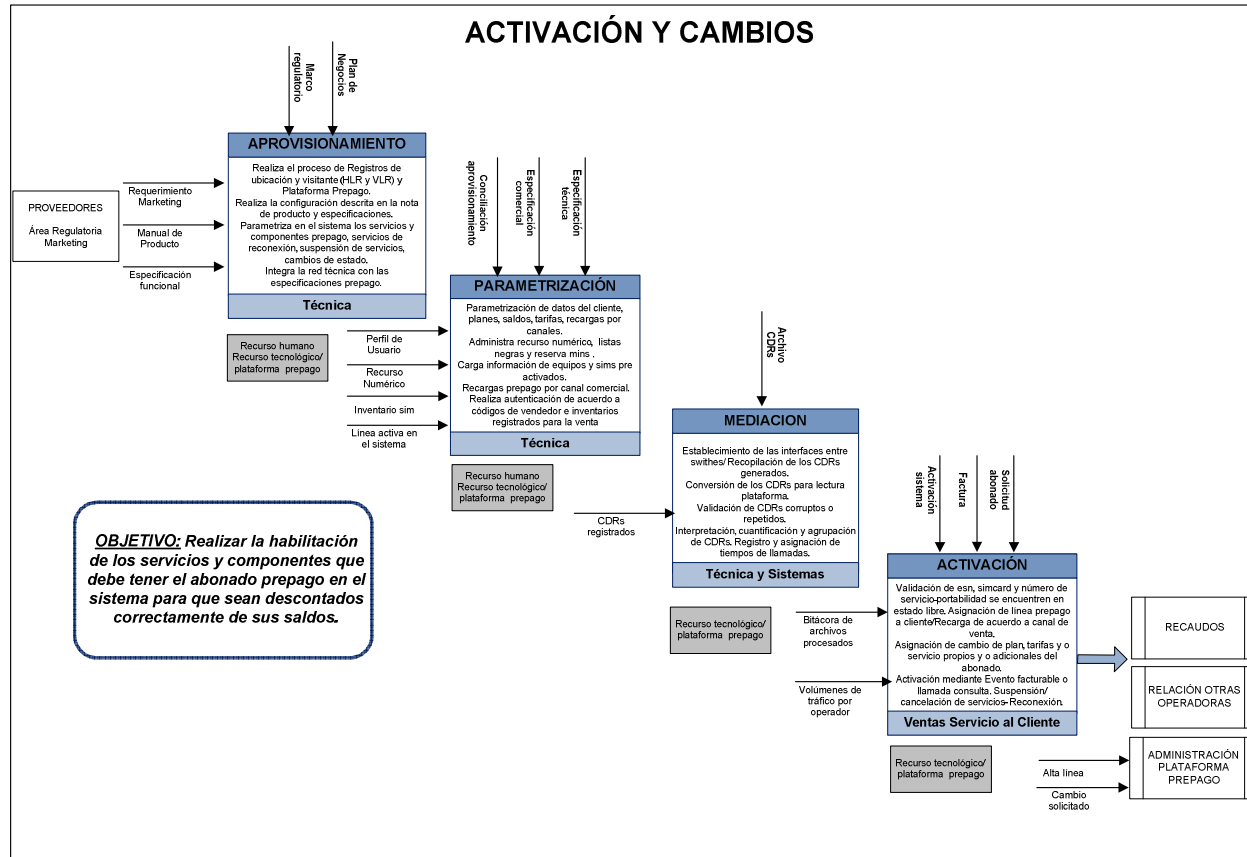 ACTIVACIÓN Y CAMBIOS
Marco
regulatorio
Plan de
Negocios
APROVISIONAMIENTO
Realiza el proceso de Registros de
ubicación y visitante(HLR y VLR) y
Plataforma Prepago.
Realiza la configuración descrita en la nota
de producto y especificaciones.
Parametriza en el sistema los servicios y
componentes prepago, servicios de
reconexión, suspensión de servicios,
cambios de estado.
Integra la red técnica con las
especificaciones prepago.
Técnica
PROVEEDORES
Área Regulatoria
Marketing
Requerimiento
Marketing
Manual de
Producto
Especificación
funcional
Recurso humano
Recurso tecnológico/
plataforma prepago
Conciliación
aprovisionamiento
Especificación
comercial
Especificación
técnica
PARAMETRIZACIÓN
Parametrización de datos del cliente,
planes, saldos, tarifas, recargas por
canales.
Administra recurso numérico, listas
negras y reserva mins .
Carga información de equipos y sims pre
activados.
Recargas prepago por canal comercial.
Realiza autenticación de acuerdo a
códigos de vendedor e inventarios
registrados para la venta
Técnica
Perfil de
Usuario
Recurso
Numérico
Inventario sim
Linea activa en
el sistema
Recurso humano
Recurso tecnológico/
plataforma prepago
Archivo
CDRs
MEDIACION
Establecimiento de las interfaces entre
swithes/ Recopilación de los CDRs
generados.
Conversión de los CDRs para lectura
plataforma.
Validación de CDRs corruptos o
repetidos.
Interpretación, cuantificación y agrupación
de CDRs. Registro y asignación de
tiempos de llamadas.
Técnica y Sistemas
CDRs
registrados
Recurso tecnológico/
plataforma prepago
OBJETIVO: Realizar la habilitación
de los servicios y componentes que
debe tener el abonado prepago en el
sistema para que sean descontados
correctamente de sus saldos.
Activación
sistema
Factura
Solicitud
abonado
ACTIVACIÓN
Validación de esn, simcard y número de
servicio-portabilidad se encuentren en
estado libre. Asignación de línea prepago
a cliente/Recarga de acuerdo a canal de
venta.
Asignación de cambio de plan, tarifas y o
servicio propios y o adicionales del
abonado.
Activación mediante Evento facturable o
llamada consulta. Suspensión/
cancelación de servicios-Reconexión.
Ventas Servicio al Cliente
Bitácora de
archivos
procesados
Volúmenes de
tráfico por
operador
Recurso tecnológico/
plataforma prepago
RECAUDOS
RELACIÓN OTRAS
OPERADORAS
ADMINISTRACIÓN
PLATAFORMA
PREPAGO
Alta linea
Cambio
solicitado